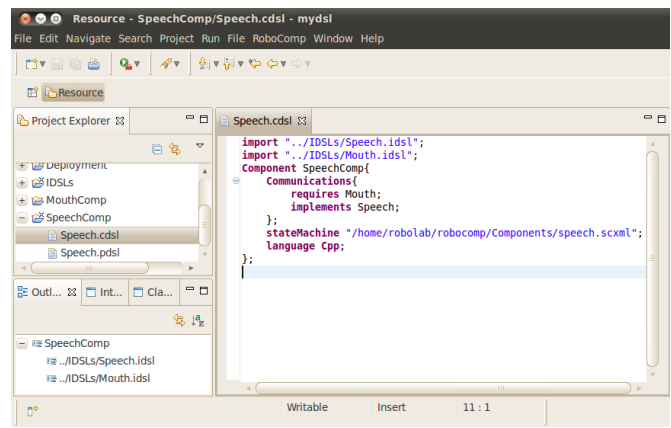 Resource - SpeechComp/Speech.cdsl - mydsl
File Edit Navigate Search Project Run File RoboComp Window Help
Resource
Project Explorer
Deployment
IDSLs
MouthComp
SpeechComp
Speech.cdsl
Speech.pdsl
Outl... Int... Cla...
SpeechComp
../IDSLs/Speech.idsl
../IDSLs/Mouth.idsl
Speech.cdsl
import "../IDSLs/Speech.idsl";
import "../IDSLs/Mouth.idsl";
Component SpeechComp{
Communications{
requires Mouth;
implements Speech;
};
stateMachine "/home/robolab/robocomp/Components/speech.scxml";
language Cpp;
};
Writable Insert 11 : 1